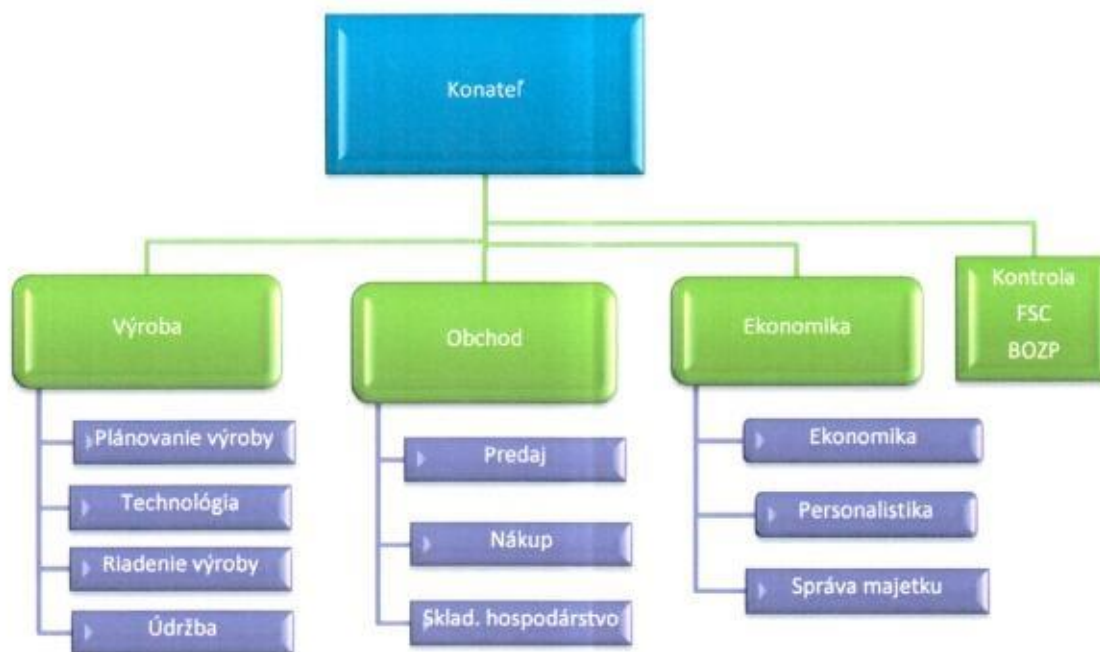 Konateľ
Výroba
Plánovanie výroby
Technológia
Riadenie výroby
Údržba
Obchod
Predaj
Nákup
Sklad. hospodárstvo
Ekonomika
Ekonomika
Personalistika
Správa majetku
Kontrola
FSC
BOZP